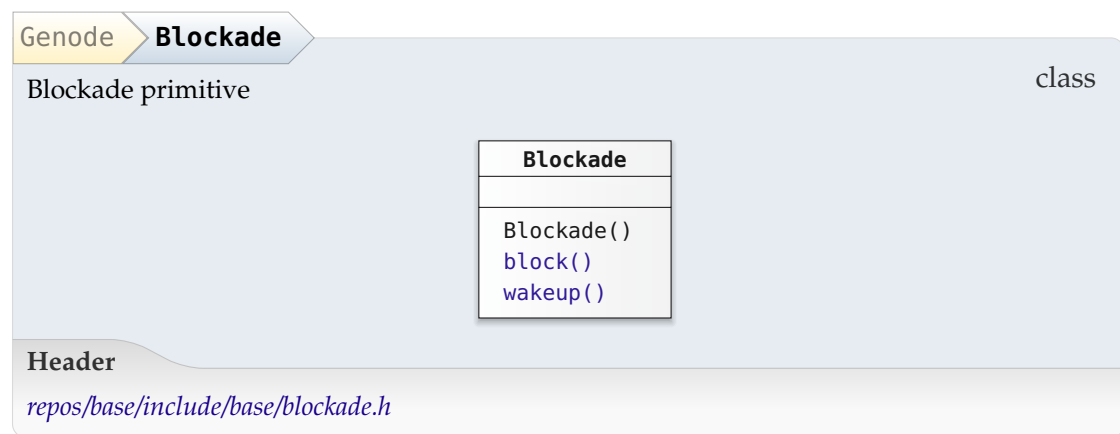 Genode Blockade
class
Blockade primitive
Blockade
Blockade()
block()
wakeup()
Header
repos/base/include/base/blockade.h